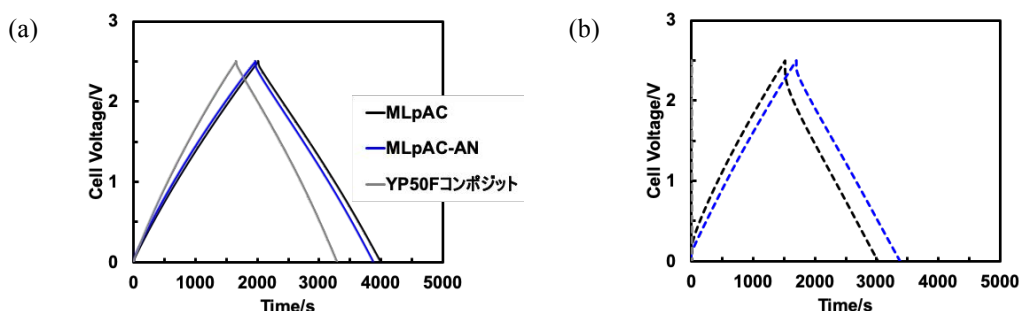 (a)
3
2
1
0
Cell Voltage/V
0 1000 2000 3000 4000 5000
Time/s
MLpAC
MLpAC-AN
YP50Fコンポジット
(b)
3
2
1
0
Cell Voltage/V
0 1000 2000 3000 4000 5000
Time/s